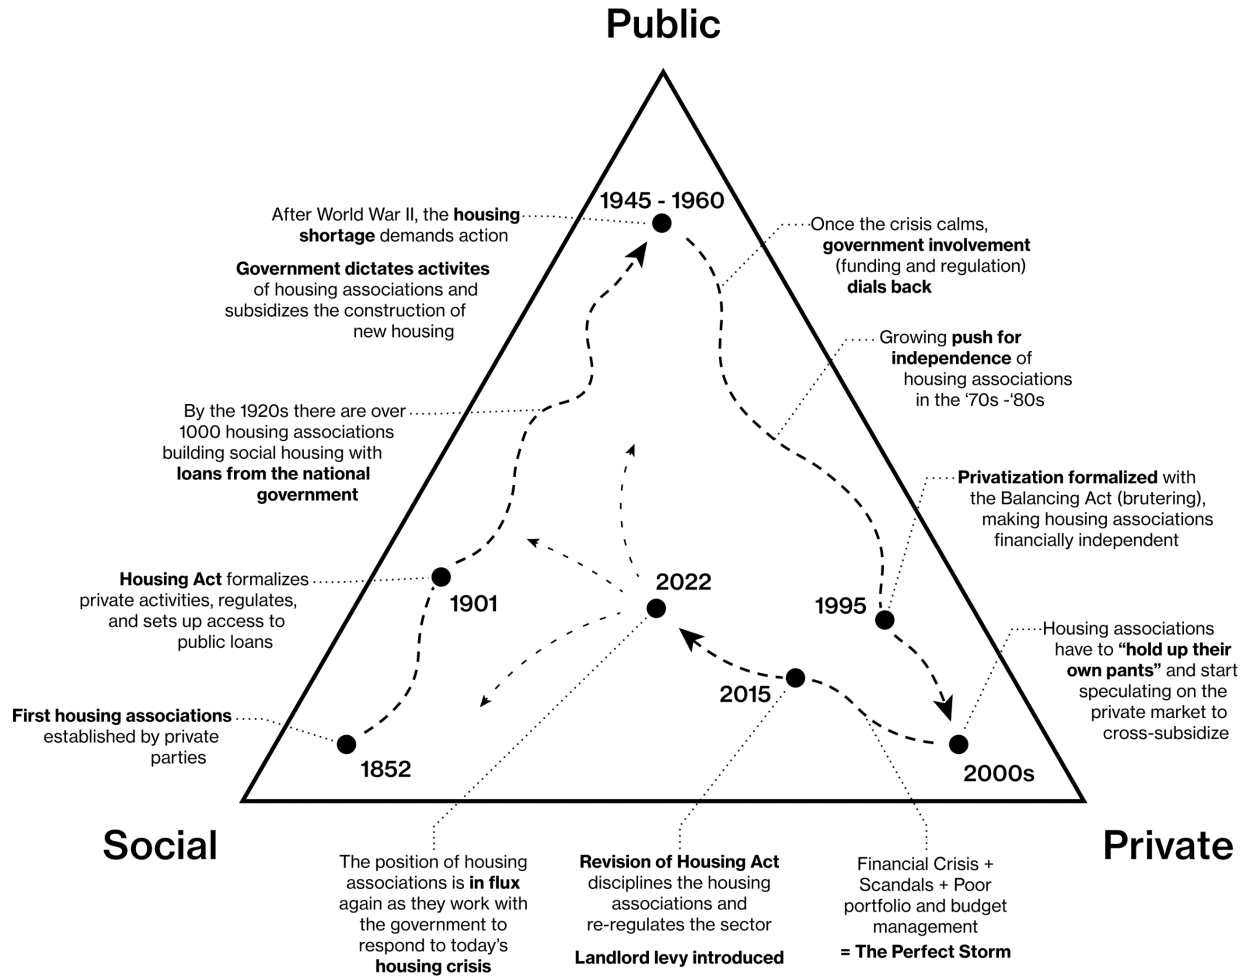 Public
1945 - 1960
After World War II, the housing
shortage demands action
Government dictates activites
of housing associations and
subsidizes the construction of
new housing
Once the crisis calms,
government involvement
(funding and regulation)
dials back
Growing push for
independence of
housing associations
in the ‘70s -‘80s
By the 1920s there are over
1000 housing associations
building social housing with
loans from the national
government
Privatization formalized with
the Balancing Act (brutering),
making housing associations
financially independent
Housing Act formalizes
private activities, regulates,
and sets up access to
public loans
1901
2022
1995
Housing associations
have to “hold up their
own pants” and start
speculating on the
private market to
cross-subsidize
2015
First housing associations
established by private
parties
1852
2000s
Social
Private
The position of housing
associations is in flux
again as they work with
the government to
respond to today’s
housing crisis
Revision of Housing Act
disciplines the housing
associations and
re-regulates the sector
Landlord levy introduced
Financial Crisis +
Scandals + Poor
portfolio and budget
management
= The Perfect Storm